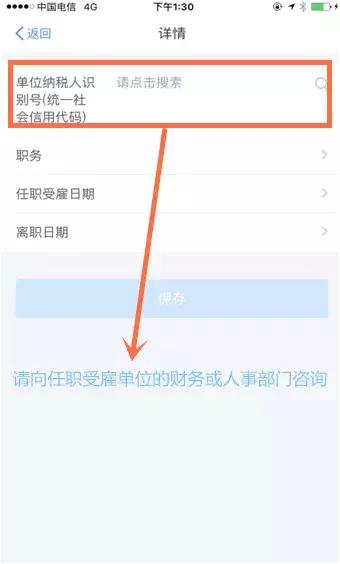 中国电信 4G 下午1:30
返回 详情
单位纳税人识 请点击搜索
别号(统一社
会信用代码)
职务
任职受雇日期
离职日期
保存
请向任职受雇单位的财务或人事部门咨询